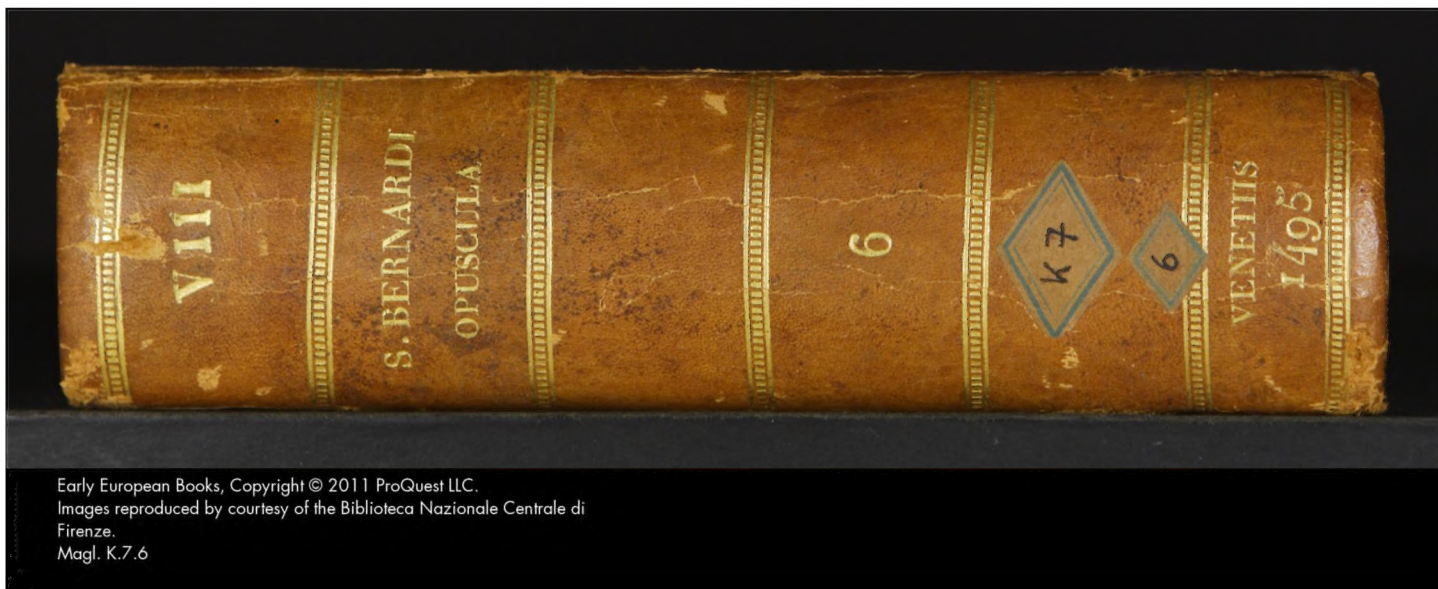 VIII
S. BERNARDI
OPUSCULA
6
K 7
6
VENETIIS
1495
Early European Books, Copyright © 2011 ProQuest LLC.
Images reproduced by courtesy of the Biblioteca Nazionale Centrale di
Firenze.
Magl. K.7.6